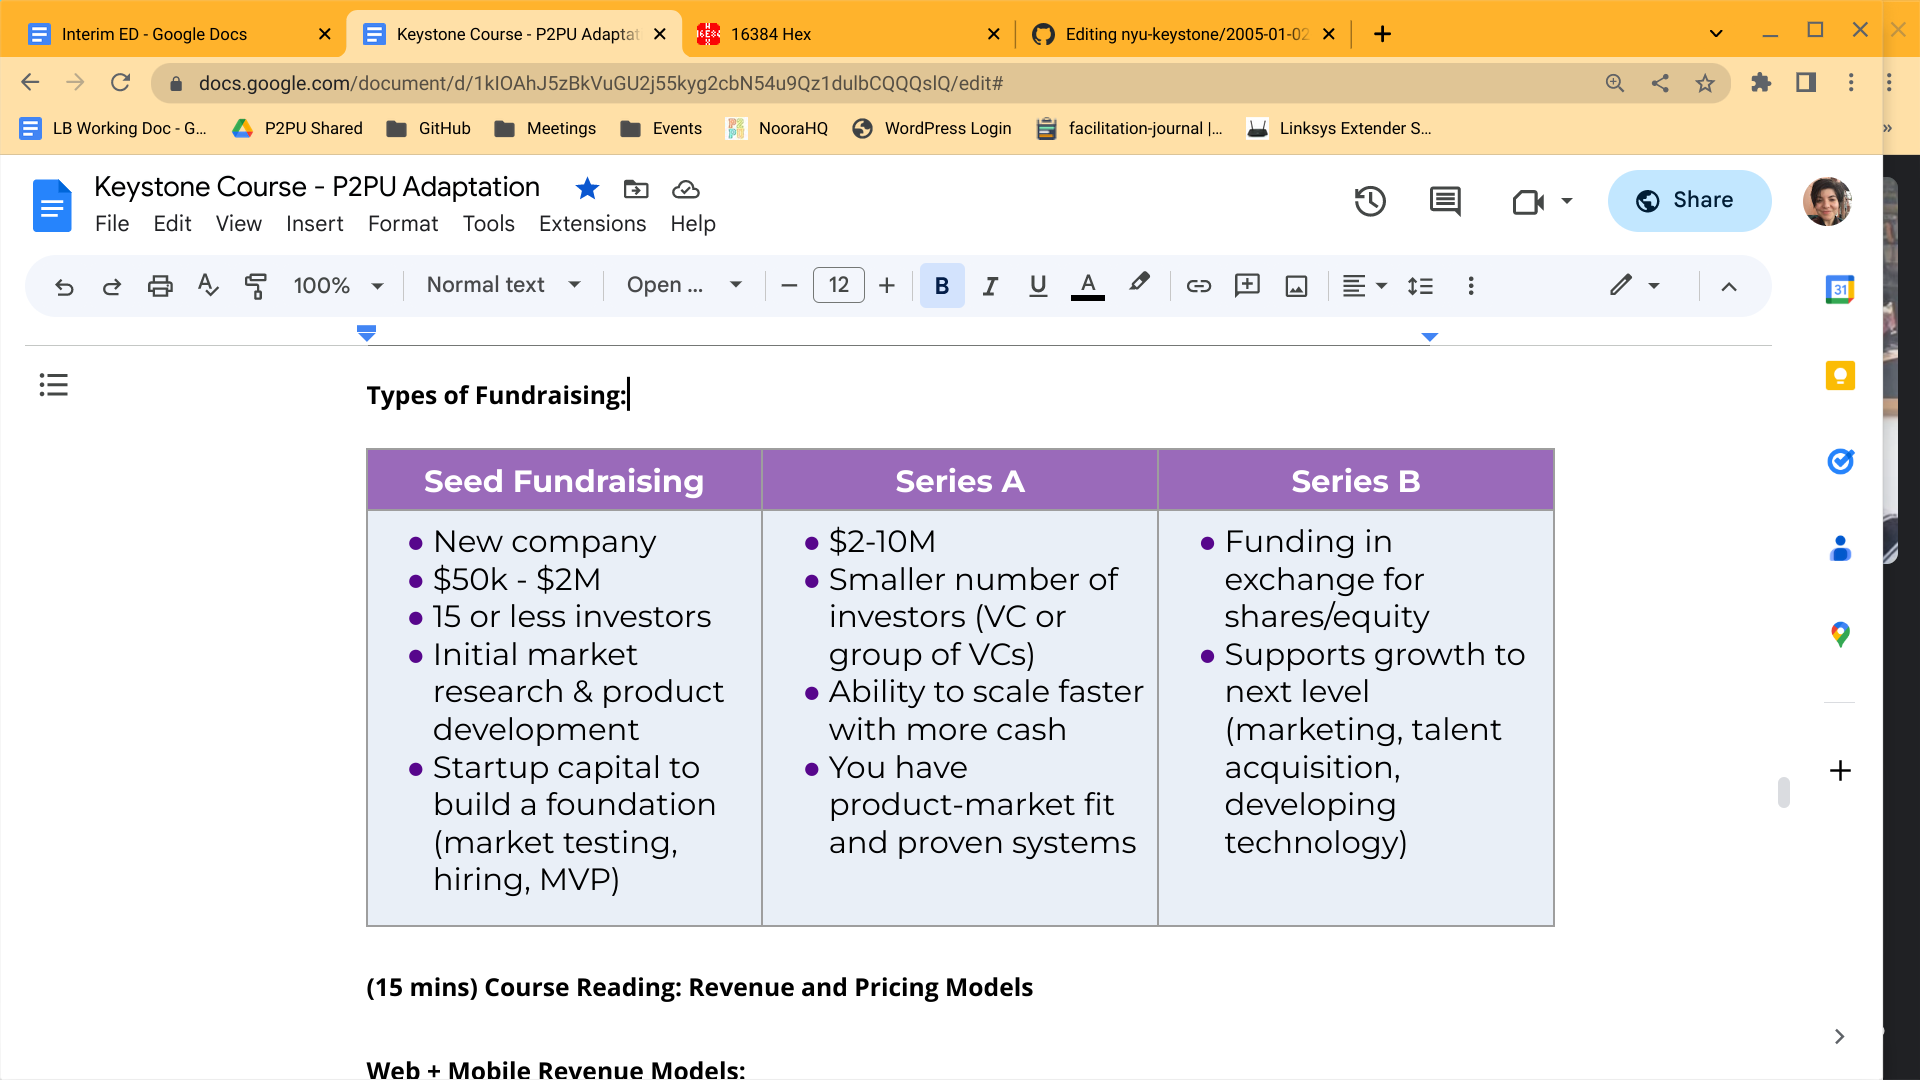 Interim ED - Google Docs
Keystone Course - P2PU Adaptat
16384 Hex
Editing nyu-keystone/2005-01-02
docs.google.com/document/d/1kIOAhJ5zBkVuGU2j55kyg2cbN54u9Qz1dulbCQQQslQ/edit#
LB Working Doc - G...
P2PU Shared
GitHub
Meetings
Events
NooraHQ
WordPress Login
facilitation-journal |...
Linksys Extender S...
»
Keystone Course - P2PU Adaptation
File Edit View Insert Format Tools Extensions Help
Share
100%
Normal text
Open ...
12
B I U A
31
Types of Fundraising:
Seed Fundraising
● New company
● $50k - $2M
● 15 or less investors
● Initial market
research & product
development
● Startup capital to
build a foundation
(market testing,
hiring, MVP)
Series A
● $2-10M
● Smaller number of
investors (VC or
group of VCs)
● Ability to scale faster
with more cash
● You have
product-market fit
and proven systems
Series B
● Funding in
exchange for
shares/equity
● Supports growth to
next level
(marketing, talent
acquisition,
developing
technology)
(15 mins) Course Reading: Revenue and Pricing Models
Web + Mobile Revenue Models: